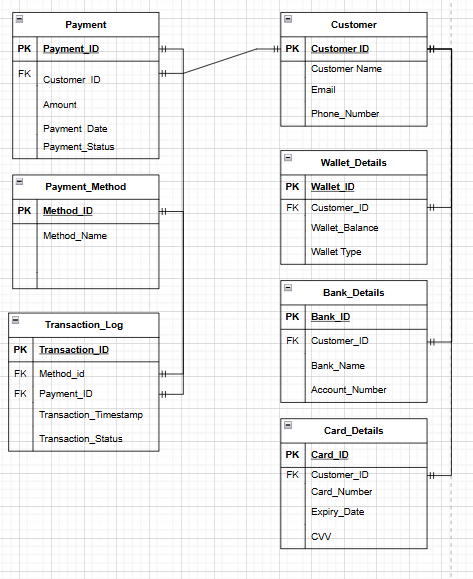 Payment
PK Payment_ID
FK Customer_ID
Amount
Payment_Date
Payment_Status
Payment_Method
PK Method_ID
Method_Name
Transaction_Log
PK Transaction_ID
FK Method_id
FK Payment_ID
Transaction_Timestamp
Transaction_Status
Customer
PK Customer ID
Customer Name
Email
Phone_Number
Wallet_Details
PK Wallet_ID
FK Customer_ID
Wallet_Balance
Wallet Type
Bank_Details
PK Bank_ID
FK Customer_ID
Bank_Name
Account_Number
Card_Details
PK Card_ID
FK Customer_ID
Card_Number
Expiry_Date
CVV